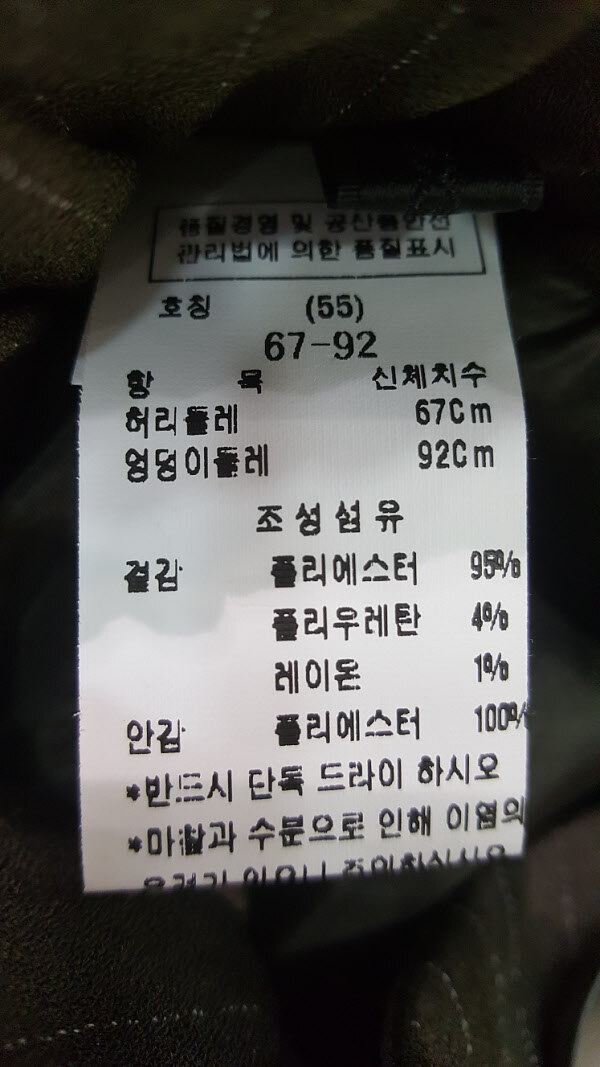 품질경영 및 공산품안전
관리법에 의한 품질표시
호칭 (55)
67-92
항 목 신체치수
허리둘레 67Cm
엉덩이둘레 92Cm
조성섬유
겉감 폴리에스터 95%
폴리우레탄 4%
레이온 1%
안감 폴리에스터 100%
*반드시 단독 드라이 하시오
*마찰과 수분으로 인해 이염의